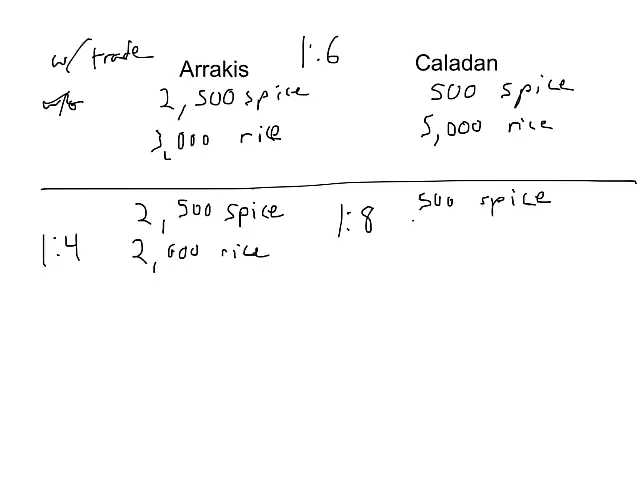 w/ trade Arrakis 1:6 Caladan
2,500 spice 500 spice
3,000 rice 5,000 rice
2,500 spice 1:8 500 spice
1:4 2,000 rice